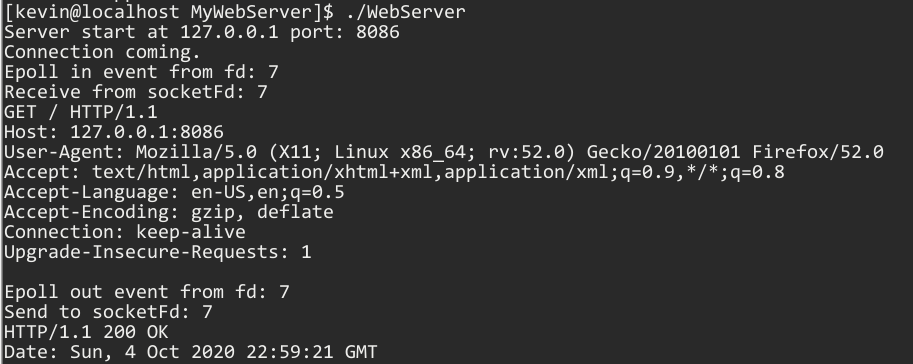 [kevin@localhost MyWebServer]$ ./WebServer
Server start at 127.0.0.1 port: 8086
Connection coming.
Epoll in event from fd: 7
Receive from socketFd: 7
GET / HTTP/1.1
Host: 127.0.0.1:8086
User-Agent: Mozilla/5.0 (X11; Linux x86_64; rv:52.0) Gecko/20100101 Firefox/52.0
Accept: text/html,application/xhtml+xml,application/xml;q=0.9,*/*;q=0.8
Accept-Language: en-US,en;q=0.5
Accept-Encoding: gzip, deflate
Connection: keep-alive
Upgrade-Insecure-Requests: 1

Epoll out event from fd: 7
Send to socketFd: 7
HTTP/1.1 200 OK
Date: Sun, 4 Oct 2020 22:59:21 GMT